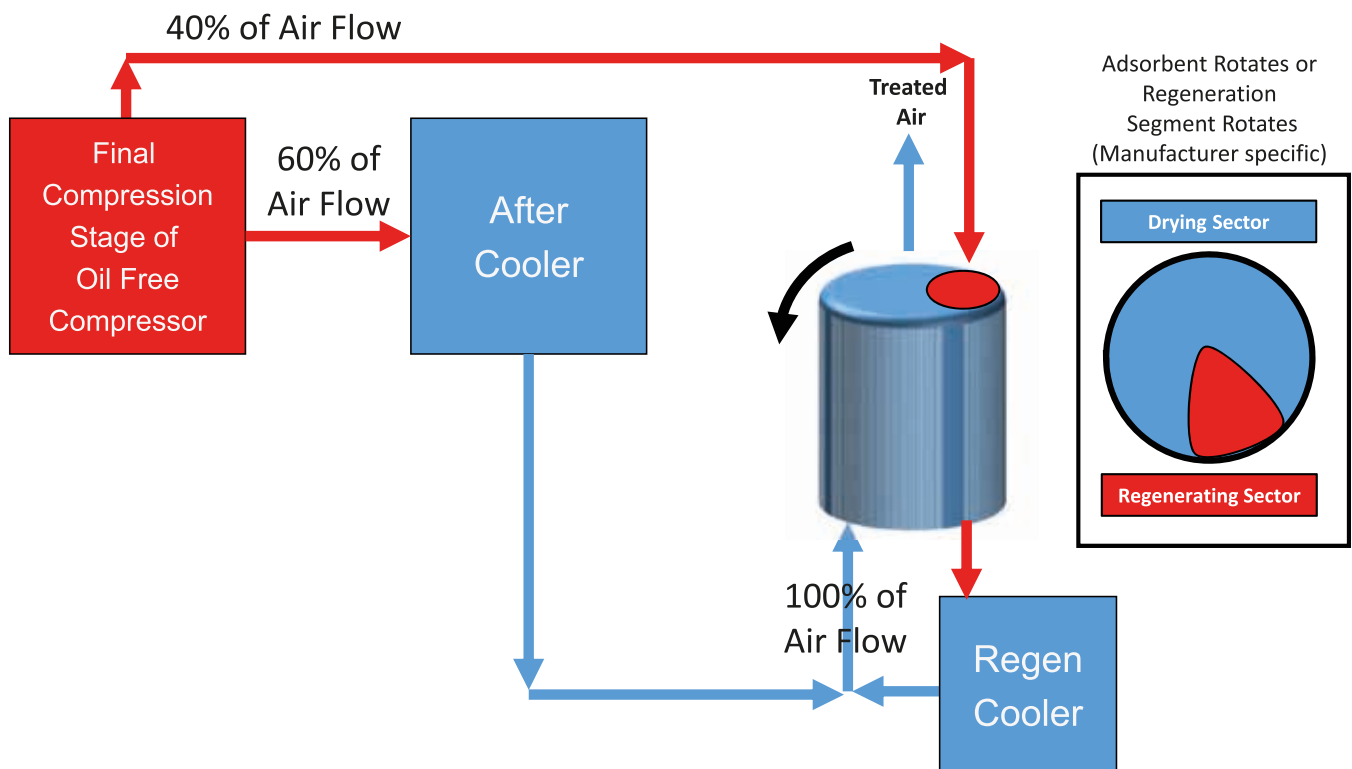 40% of Air Flow
Final
Compression
Stage of
Oil Free
Compressor
60% of
Air Flow
After
Cooler
Treated
Air
100% of
Air Flow
Regen
Cooler
Adsorbent Rotates or
Regeneration
Segment Rotates
(Manufacturer specific)
Drying Sector
Regenerating Sector